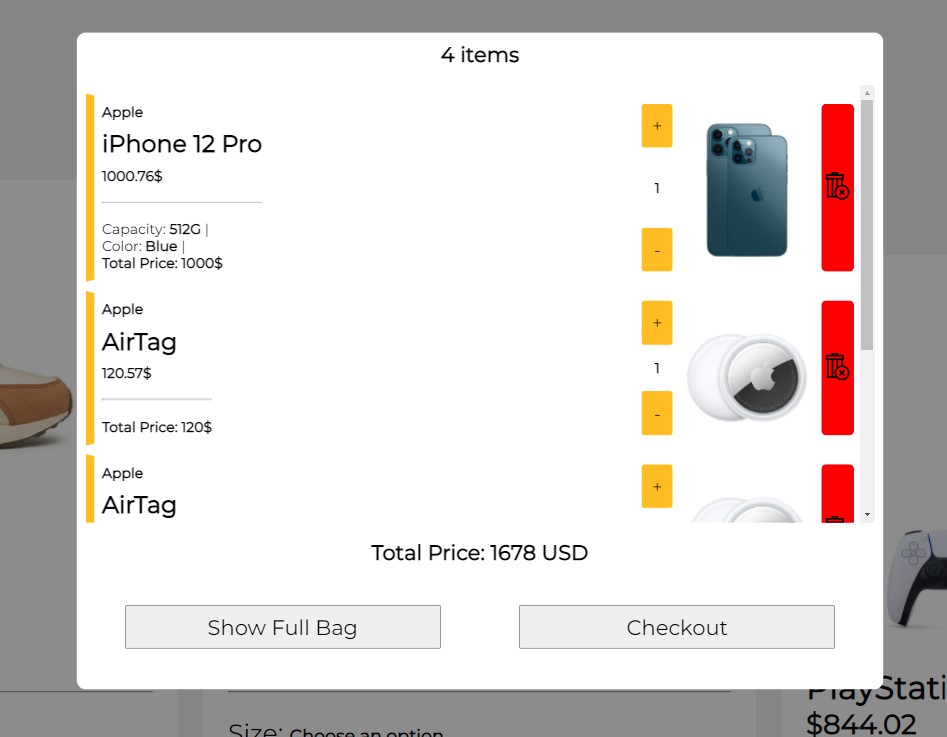 4 items
Apple
iPhone 12 Pro
1000.76$
Capacity: 512G |
Color: Blue |
Total Price: 1000$
+
1
-
Apple
AirTag
120.57$
Total Price: 120$
+
1
-
Apple
AirTag
+
Total Price: 1678 USD
Show Full Bag
Checkout
Size: Choose an option
PlayStati
$844.02